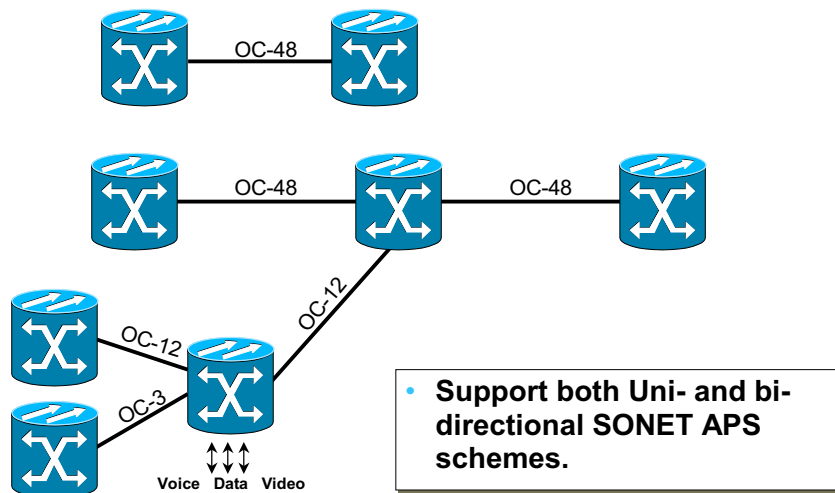 OC-48
OC-48
OC-48
OC-12
OC-12
OC-3
Voice Data Video
• Support both Uni- and bi-
directional SONET APS
schemes.